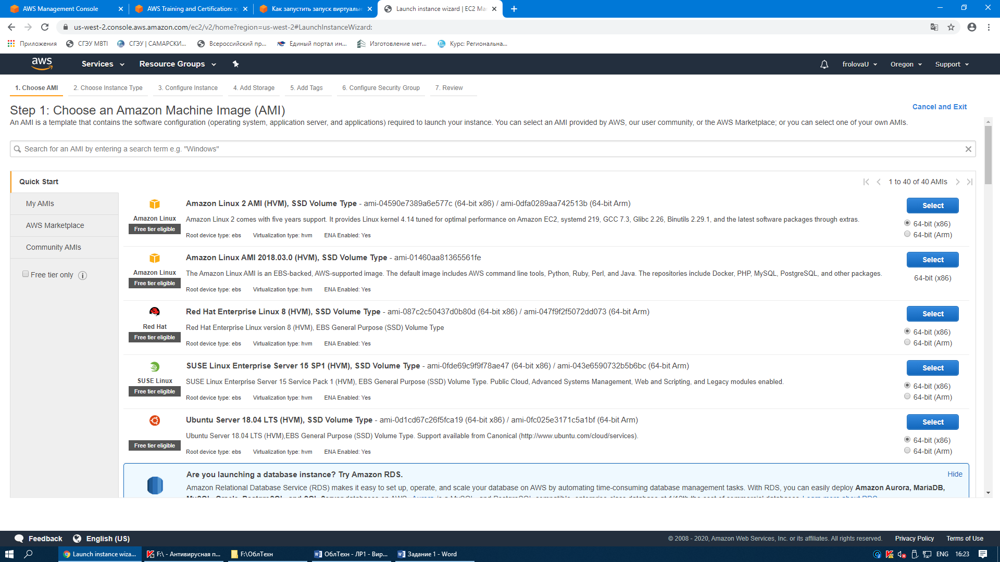 AWS Management Console
AWS Training and Certification: к
Как запустить запуск виртуальн
Launch instance wizard | EC2 Ma
us-west-2.console.aws.amazon.com/ec2/v2/home?region=us-west-2#LaunchInstanceWizard:
Приложения
СГЭУ MBTI
СГЭУ | САМАРСКИ...
Всероссийский пр...
Единый портал ин...
Изготовление мет...
Курс: Региональна...
aws
Services
Resource Groups
frolovaU
Oregon
Support
1. Choose AMI
2. Choose Instance Type
3. Configure Instance
4. Add Storage
5. Add Tags
6. Configure Security Group
7. Review
Step 1: Choose an Amazon Machine Image (AMI)
Cancel and Exit
An AMI is a template that contains the software configuration (operating system, application server, and applications) required to launch your instance. You can select an AMI provided by AWS, our user community, or the AWS Marketplace; or you can select one of your own AMIs.
Search for an AMI by entering a search term e.g. "Windows"
Quick Start
1 to 40 of 40 AMIs
My AMIs
AWS Marketplace
Community AMIs
Free tier only
Amazon Linux
Free tier eligible
Amazon Linux 2 AMI (HVM), SSD Volume Type - ami-04590e7389a6e577c (64-bit x86) / ami-0dfa0289aa742513b (64-bit Arm)
Amazon Linux 2 comes with five years support. It provides Linux kernel 4.14 tuned for optimal performance on Amazon EC2, systemd 219, GCC 7.3, Glibc 2.26, Binutils 2.29.1, and the latest software packages through extras.
Root device type: ebs Virtualization type: hvm ENA Enabled: Yes
Select
64-bit (x86)
64-bit (Arm)
Amazon Linux
Free tier eligible
Amazon Linux AMI 2018.03.0 (HVM), SSD Volume Type - ami-01460aa81365561fe
The Amazon Linux AMI is an EBS-backed, AWS-supported image. The default image includes AWS command line tools, Python, Ruby, Perl, and Java. The repositories include Docker, PHP, MySQL, PostgreSQL, and other packages.
Root device type: ebs Virtualization type: hvm ENA Enabled: Yes
Select
64-bit (x86)
Red Hat
Free tier eligible
Red Hat Enterprise Linux 8 (HVM), SSD Volume Type - ami-087c2c50437d0b80d (64-bit x86) / ami-047f9f2f5072dd073 (64-bit Arm)
Red Hat Enterprise Linux version 8 (HVM), EBS General Purpose (SSD) Volume Type
Root device type: ebs Virtualization type: hvm ENA Enabled: Yes
Select
64-bit (x86)
64-bit (Arm)
SUSE Linux
Free tier eligible
SUSE Linux Enterprise Server 15 SP1 (HVM), SSD Volume Type - ami-0fde69c9f9f78ae47 (64-bit x86) / ami-043e6590732b5b6bc (64-bit Arm)
SUSE Linux Enterprise Server 15 Service Pack 1 (HVM), EBS General Purpose (SSD) Volume Type. Public Cloud, Advanced Systems Management, Web and Scripting, and Legacy modules enabled.
Root device type: ebs Virtualization type: hvm ENA Enabled: Yes
Select
64-bit (x86)
64-bit (Arm)
Free tier eligible
Ubuntu Server 18.04 LTS (HVM), SSD Volume Type - ami-0d1cd67c26f5fca19 (64-bit x86) / ami-0fc025e3171c5a1bf (64-bit Arm)
Ubuntu Server 18.04 LTS (HVM),EBS General Purpose (SSD) Volume Type. Support available from Canonical (http://www.ubuntu.com/cloud/services).
Root device type: ebs Virtualization type: hvm ENA Enabled: Yes
Select
64-bit (x86)
64-bit (Arm)
Are you launching a database instance? Try Amazon RDS.
Hide
Amazon Relational Database Service (RDS) makes it easy to set up, operate, and scale your database on AWS by automating time-consuming database management tasks. With RDS, you can easily deploy Amazon Aurora, MariaDB,
Feedback
English (US)
© 2008 - 2020, Amazon Web Services, Inc. or its affiliates. All rights reserved.
Privacy Policy
Terms of Use
Launch instance wiza...
F:\ - Антивирусная п...
F:\ОблТехн
ОблТехн - ЛР1 - Вир...
Задание 1 - Word
ENG
16:23